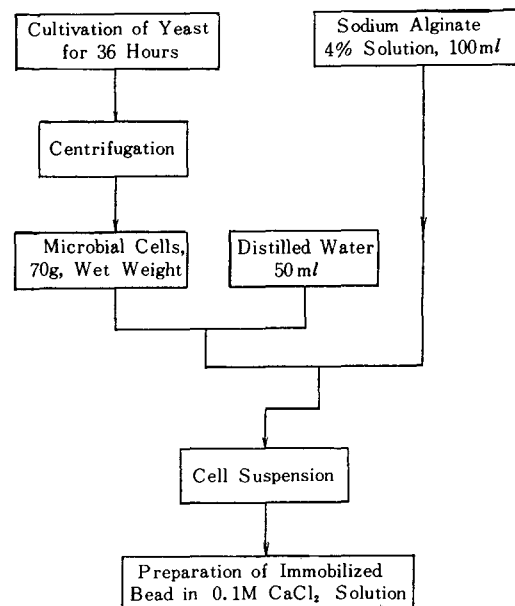 Cultivation of Yeast
for 36 Hours
Sodium Alginate
4% Solution, 100ml
Centrifugation
Microbial Cells,
70g, Wet Weight
Distilled Water
50ml
Cell Suspension
Preparation of Immobilized
Bead in 0.1M CaCl₂ Solution